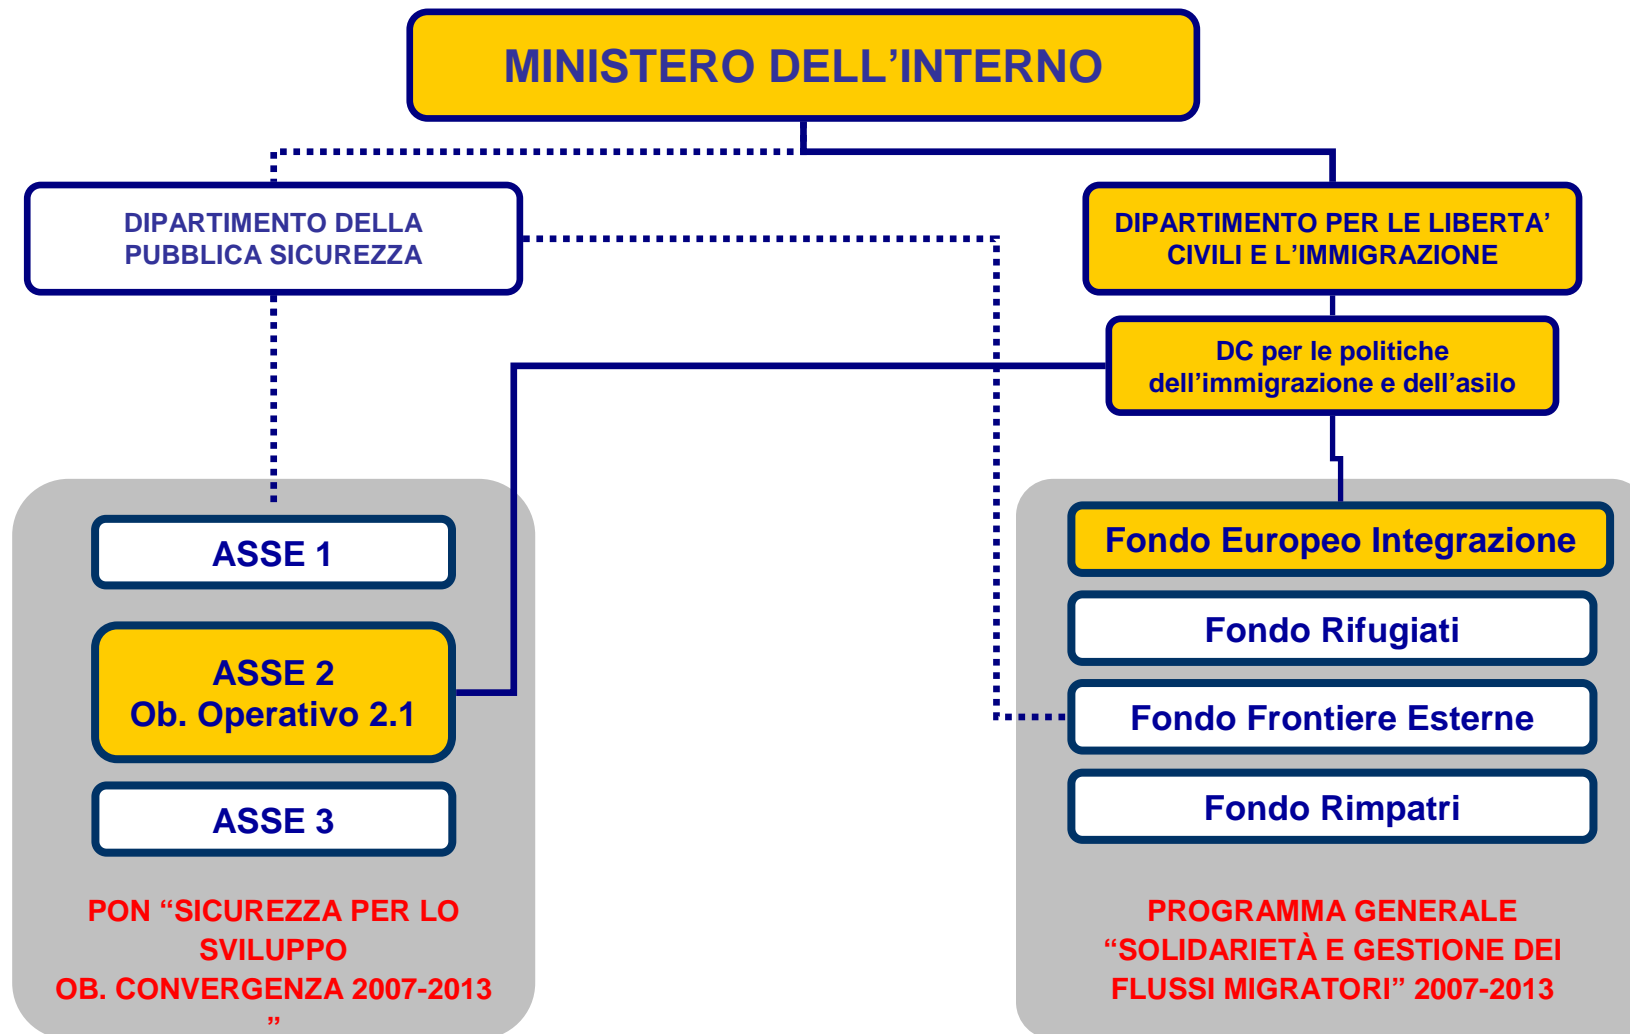 MINISTERO DELL’INTERNO
DIPARTIMENTO DELLA
PUBBLICA SICUREZZA
DIPARTIMENTO PER LE LIBERTA’
CIVILI E L’IMMIGRAZIONE
DC per le politiche
dell’immigrazione e dell’asilo
ASSE 1
ASSE 2
Ob. Operativo 2.1
ASSE 3
PON “SICUREZZA PER LO
SVILUPPO
OB. CONVERGENZA 2007-2013
”
Fondo Europeo Integrazione
Fondo Rifugiati
Fondo Frontiere Esterne
Fondo Rimpatri
PROGRAMMA GENERALE
“SOLIDARIETÀ E GESTIONE DEI
FLUSSI MIGRATORI” 2007-2013